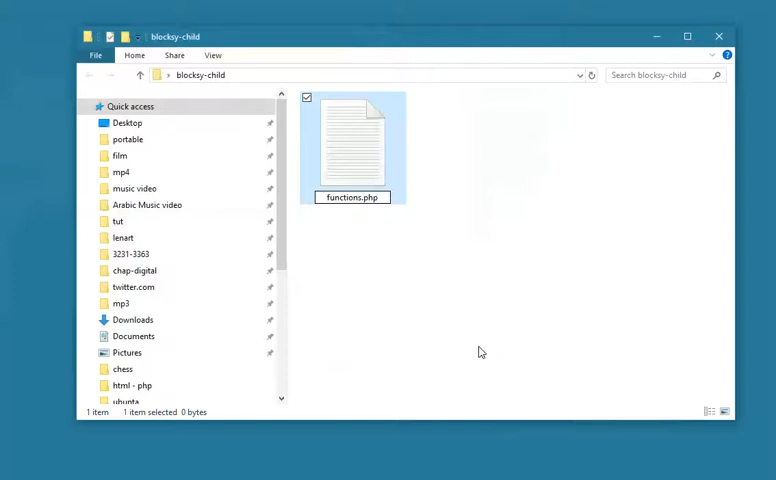 blocksy-child
File Home Share View
blocksy-child
Search blocksy-child
Quick access
Desktop
portable
film
mp4
music video
Arabic Music video
tut
lenart
3231-3363
chap-digital
twitter.com
mp3
Downloads
Documents
Pictures
chess
html - php
ubunta
functions.php
1 item 1 item selected 0 bytes